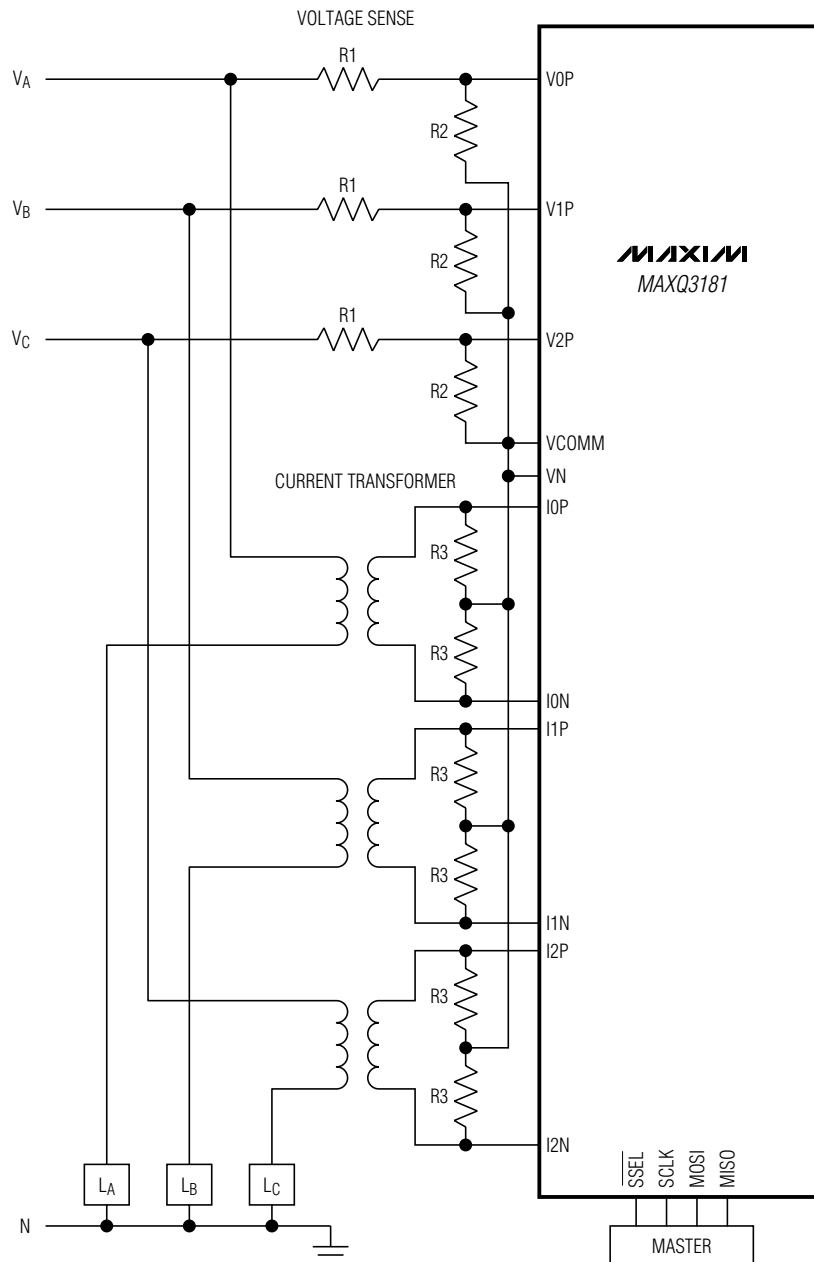 VOLTAGE SENSE
R1
VA
V0P
R2
R1
VB
V1P
R2
MAXIM
MAXQ3181
R1
VC
V2P
R2
VCOMM
VN
CURRENT TRANSFORMER
I0P
R3
R3
I0N
I1P
R3
R3
I1N
I2P
R3
R3
I2N
SSEL
SCLK
MOSI
MISO
LA
LB
LC
N
MASTER